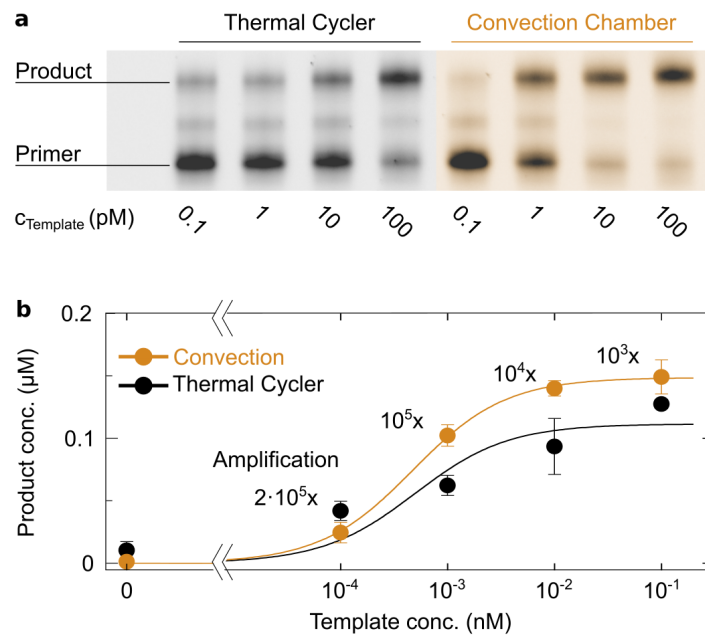 a
Thermal Cycler Convection Chamber
Product
Primer
cTemplate (pM) 0.1 1 10 100 0.1 1 10 100
b
0.2
Convection
Thermal Cycler
10³x
10⁴x
10⁵x
0.1
Amplification
2·10⁵x
0
Product conc. (µM)
0 10⁻⁴ 10⁻³ 10⁻² 10⁻¹
Template conc. (nM)